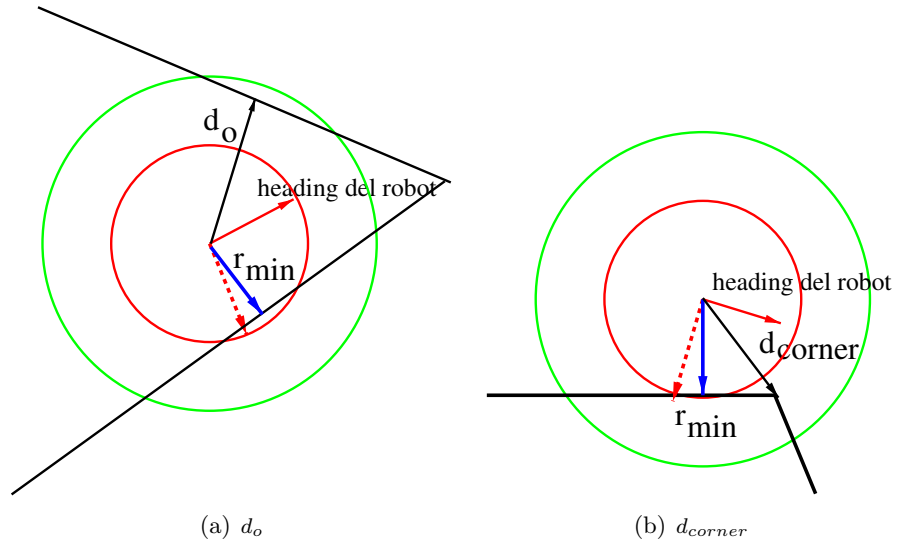 d_o
heading del robot
r_min
(a) d_o
heading del robot
d_corner
r_min
(b) d_corner